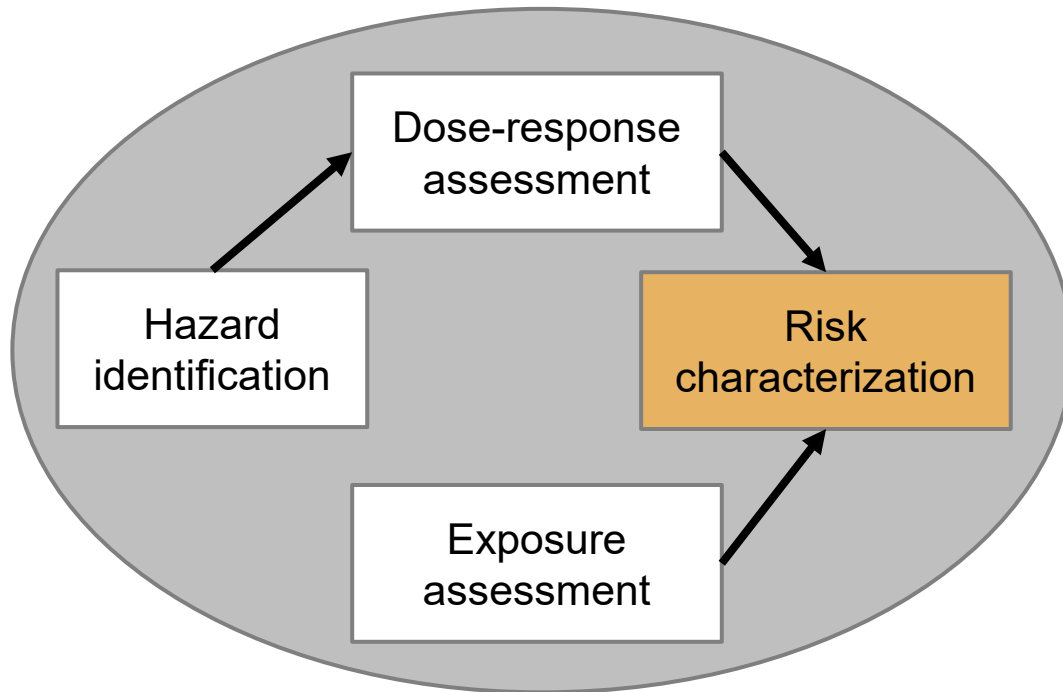 Dose-response
assessment
Hazard
identification
Risk
characterization
Exposure
assessment